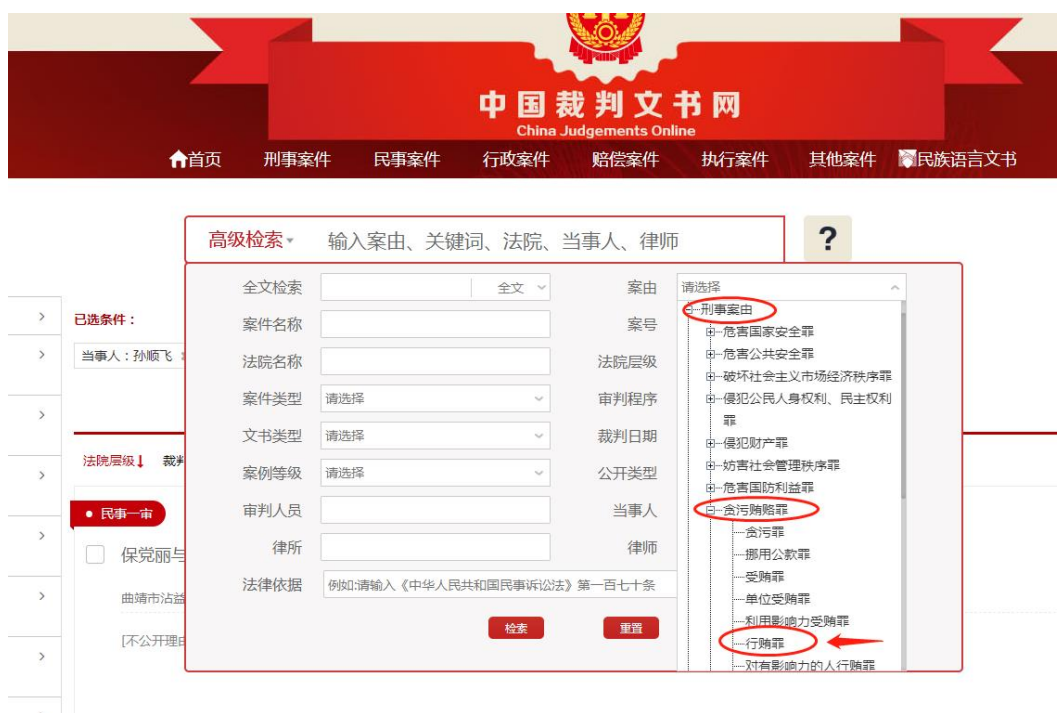 中国裁判文书网
China Judgements Online
首页 刑事案件 民事案件 行政案件 赔偿案件 执行案件 其他案件 民族语言文书
高级检索 输入案由、关键词、法院、当事人、律师 ?
全文检索 全文 案由 请选择
案件名称 案号
法院名称 法院层级
案件类型 请选择 审判程序
文书类型 请选择 裁判日期
案例等级 请选择 公开类型
审判人员 当事人
律所 律师
法律依据 例如:请输入《中华人民共和国民事诉讼法》第一百七十条
检索 重置
刑事案由
危害国家安全罪
危害公共安全罪
破坏社会主义市场经济秩序罪
侵犯公民人身权利、民主权利
罪
侵犯财产罪
妨害社会管理秩序罪
危害国防利益罪
贪污贿赂罪
贪污罪
挪用公款罪
受贿罪
单位受贿罪
利用影响力受贿罪
行贿罪
对有影响力的人行贿罪
已选条件：
当事人：孙顺飞
法院层级 裁判
民事一审
保党丽与
曲靖市沾益
[不公开理由